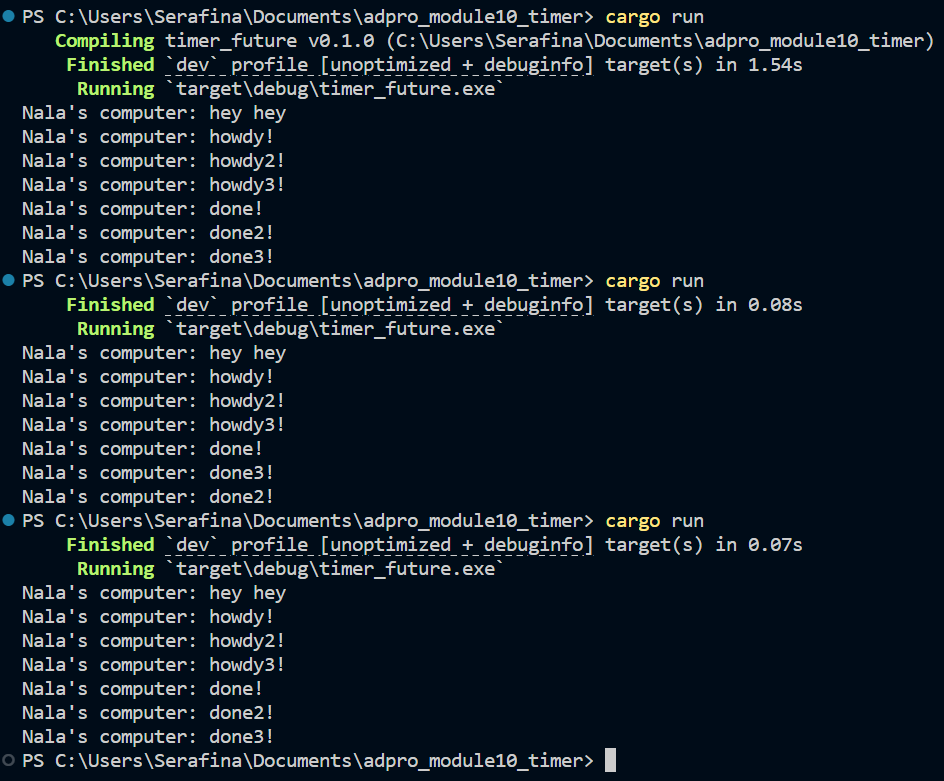 PS C:\Users\Serafina\Documents\adpro_module10_timer> cargo run
Compiling timer_future v0.1.0 (C:\Users\Serafina\Documents\adpro_module10_timer)
Finished `dev` profile [unoptimized + debuginfo] target(s) in 1.54s
Running `target\debug\timer_future.exe`
Nala's computer: hey hey
Nala's computer: howdy!
Nala's computer: howdy2!
Nala's computer: howdy3!
Nala's computer: done!
Nala's computer: done2!
Nala's computer: done3!
PS C:\Users\Serafina\Documents\adpro_module10_timer> cargo run
Finished `dev` profile [unoptimized + debuginfo] target(s) in 0.08s
Running `target\debug\timer_future.exe`
Nala's computer: hey hey
Nala's computer: howdy!
Nala's computer: howdy2!
Nala's computer: howdy3!
Nala's computer: done!
Nala's computer: done3!
Nala's computer: done2!
PS C:\Users\Serafina\Documents\adpro_module10_timer> cargo run
Finished `dev` profile [unoptimized + debuginfo] target(s) in 0.07s
Running `target\debug\timer_future.exe`
Nala's computer: hey hey
Nala's computer: howdy!
Nala's computer: howdy2!
Nala's computer: howdy3!
Nala's computer: done!
Nala's computer: done2!
Nala's computer: done3!
PS C:\Users\Serafina\Documents\adpro_module10_timer>